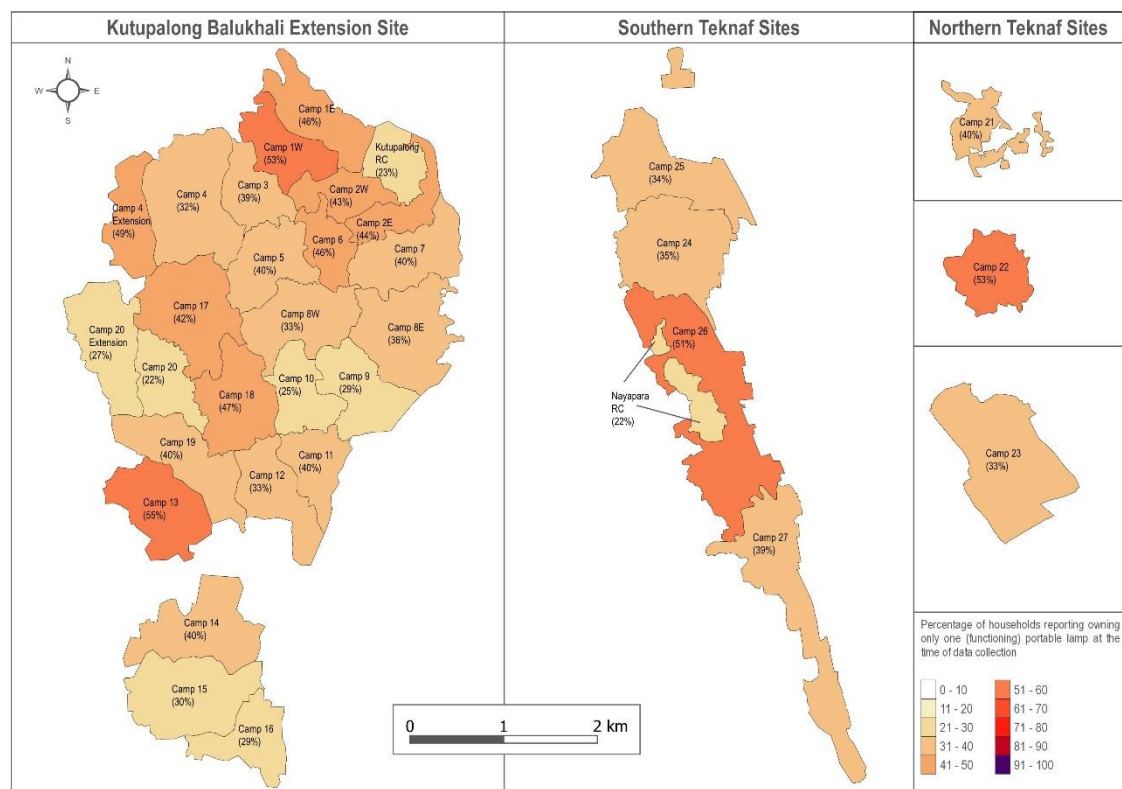 Kutupalong Balukhali Extension Site
Southern Teknaf Sites
Northern Teknaf Sites
N
W
E
S
Camp 1E
(46%)
Camp 1W
(53%)
Kutupalong
RC
(23%)
Camp 4
(32%)
Camp 3
(39%)
Camp 2W
(43%)
Camp 4
Extension
(49%)
Camp 2E
(44%)
Camp 6
(46%)
Camp 7
(40%)
Camp 5
(40%)
Camp 17
(42%)
Camp 8W
(33%)
Camp 8E
(36%)
Camp 20
Extension
(27%)
Camp 20
(22%)
Camp 10
(25%)
Camp 9
(29%)
Camp 18
(47%)
Camp 19
(40%)
Camp 11
(40%)
Camp 12
(33%)
Camp 13
(55%)
Camp 14
(40%)
Camp 15
(30%)
Camp 16
(29%)
Camp 25
(34%)
Camp 24
(35%)
Camp 26
(51%)
Nayapara
RC
(22%)
Camp 27
(39%)
0 1 2 km
Camp 21
(40%)
Camp 22
(53%)
Camp 23
(33%)
Percentage of households reporting owning
only one (functioning) portable lamp at the
time of data collection
0 - 10
11 - 20
21 - 30
31 - 40
41 - 50
51 - 60
61 - 70
71 - 80
81 - 90
91 - 100